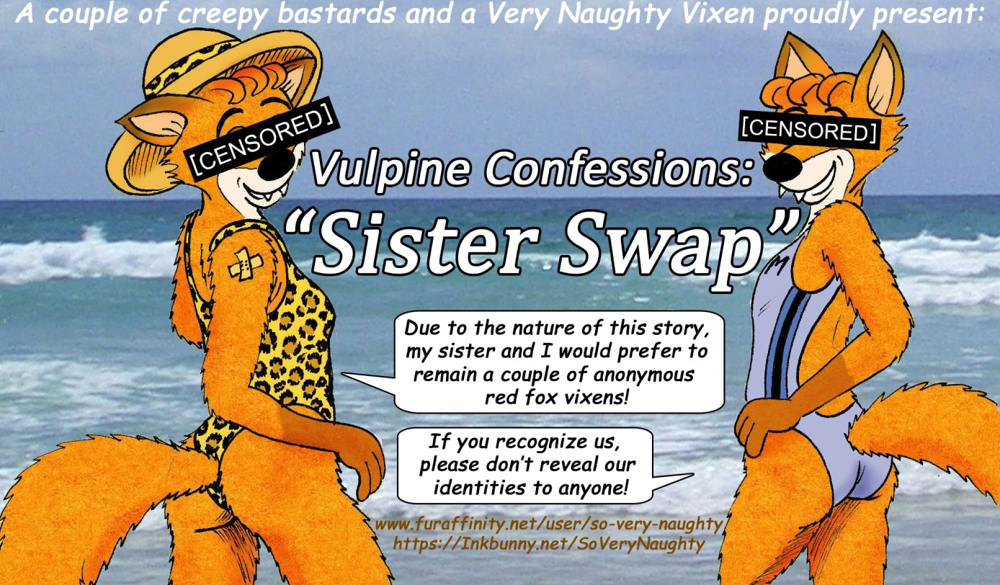 A couple of creepy bastards and a Very Naughty Vixen proudly present:
[CENSORED]
[CENSORED]
Vulpine Confessions:
“Sister Swap”
Due to the nature of this story,
my sister and I would prefer to
remain a couple of anonymous
red fox vixens!
If you recognize us,
please don’t reveal our
identities to anyone!
www.furaffinity.net/user/so-very-naughty
https://Inkbunny.net/SoVeryNaughty